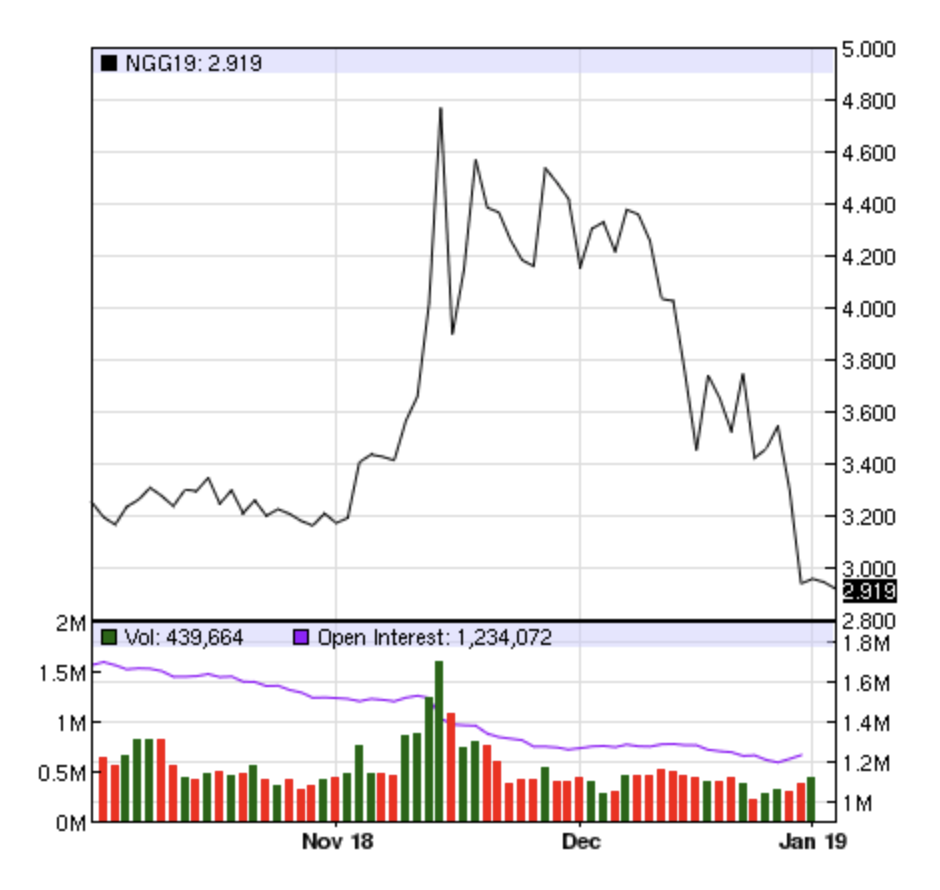 NGG19: 2.919
5.000
4.800
4.600
4.400
4.200
4.000
3.800
3.600
3.400
3.200
3.000
2.919
2.800
2M
Vol: 439,664 Open Interest: 1,234,072
1.8M
1.5M
1.6M
1M
1.4M
0.5M
1.2M
0M
1M
Nov 18 Dec Jan 19